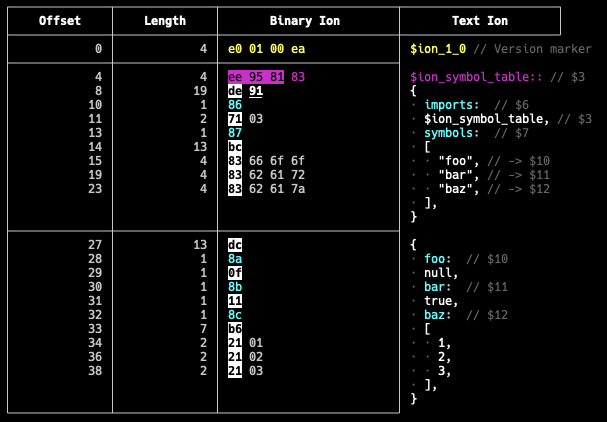 Offset Length Binary Ion Text Ion
0 4 e0 01 00 ea $ion_1_0 // Version marker
4 4 ee 95 81 83 $ion_symbol_table:: // $3
8 19 de 91 {
10 1 86 · imports: // $6
11 2 71 03 · $ion_symbol_table, // $3
13 1 87 · symbols: // $7
14 13 bc · [
15 4 83 66 6f 6f · · "foo", // -> $10
19 4 83 62 61 72 · · "bar", // -> $11
23 4 83 62 61 7a · · "baz", // -> $12
· ],
}
27 13 dc {
28 1 8a · foo: // $10
29 1 0f · null,
30 1 8b · bar: // $11
31 1 11 · true,
32 1 8c · baz: // $12
33 7 b6 · [
34 2 21 01 · · 1,
36 2 21 02 · · 2,
38 2 21 03 · · 3,
· ],
}